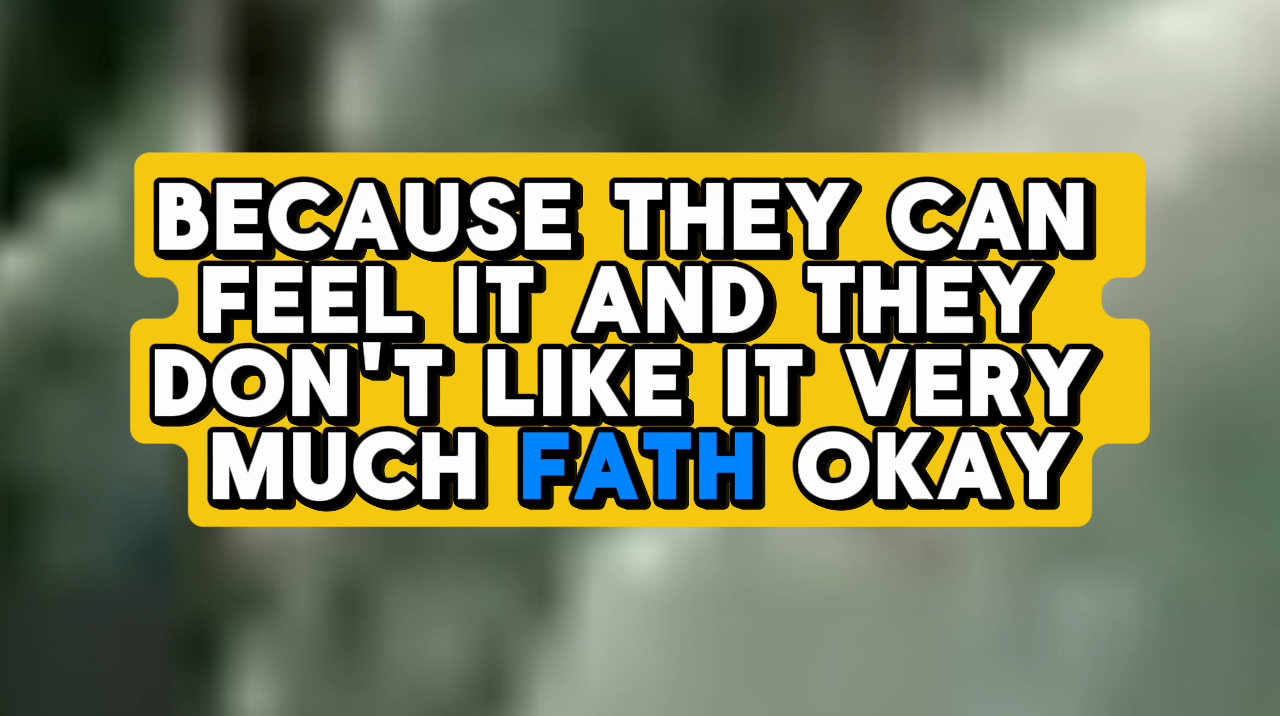 BECAUSE THEY CAN
FEEL IT AND THEY
DON'T LIKE IT VERY
MUCH FATH OKAY